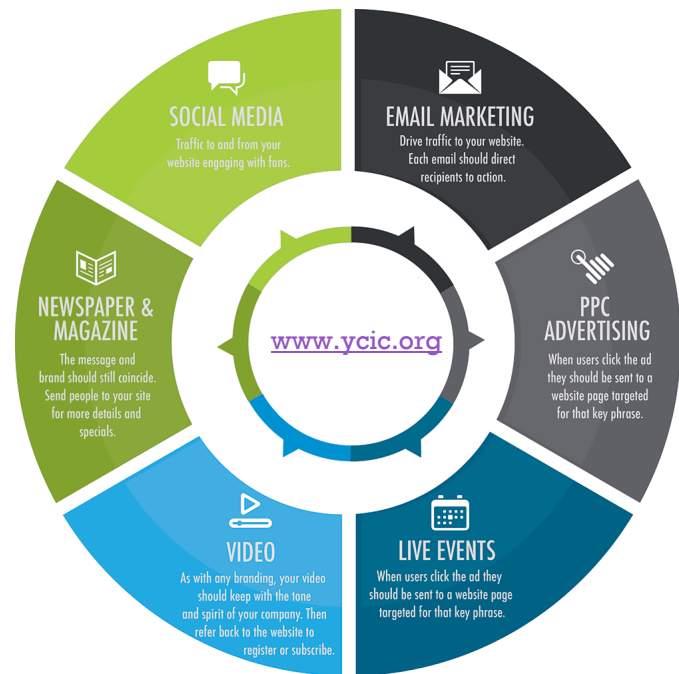 SOCIAL MEDIA
Traffic to and from your
website engaging with fans.
EMAIL MARKETING
Drive traffic to your website.
Each email should direct
recipients to action.
NEWSPAPER &
MAGAZINE
The message and
brand should still coincide.
Send people to your site
for more details and
specials.
www.ycic.org
PPC
ADVERTISING
When users click the ad
they should be sent to a
website page targeted
for that key phrase.
VIDEO
As with any branding, your video
should keep with the tone
and spirit of your company. Then
refer back to the website to
register or subscribe.
LIVE EVENTS
When users click the ad they
should be sent to a website page
targeted for that key phrase.